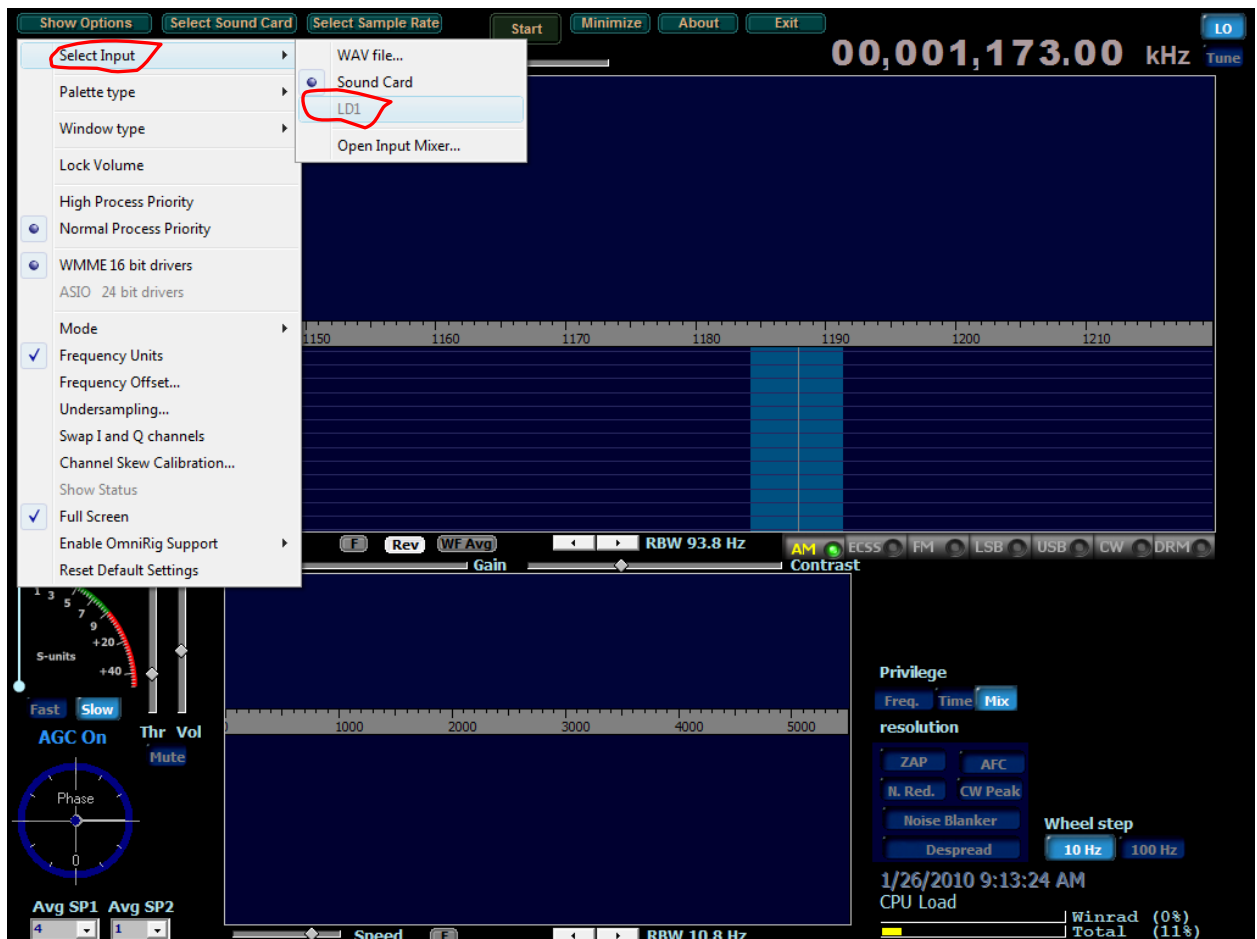 Show Options Select Sound Card Select Sample Rate Start Minimize About Exit LO
00,001,173.00 kHz Tune
Select Input
Palette type
Window type
Lock Volume
High Process Priority
Normal Process Priority
WMME 16 bit drivers
ASIO 24 bit drivers
Mode
Frequency Units
Frequency Offset...
Undersampling...
Swap I and Q channels
Channel Skew Calibration...
Show Status
Full Screen
Enable OmniRig Support
Reset Default Settings
WAV file...
Sound Card
LD1
Open Input Mixer...
1150 1160 1170 1180 1190 1200 1210
F Rev WF Avg RBW 93.8 Hz AM ECSS FM LSB USB CW DRM
Gain Contrast
1 3 5 7 9 +20 +40
S-units
Fast Slow
AGC On Thr Vol
Mute
Phase
0
Avg SP1 Avg SP2
4 1
1000 2000 3000 4000 5000
Speed F RBW 10.8 Hz
Privilege
Freq. Time Mix
resolution
ZAP AFC
N. Red. CW Peak
Noise Blanker
Despread
Wheel step
10 Hz 100 Hz
1/26/2010 9:13:24 AM
CPU Load
Winrad (0%)
Total (11%)